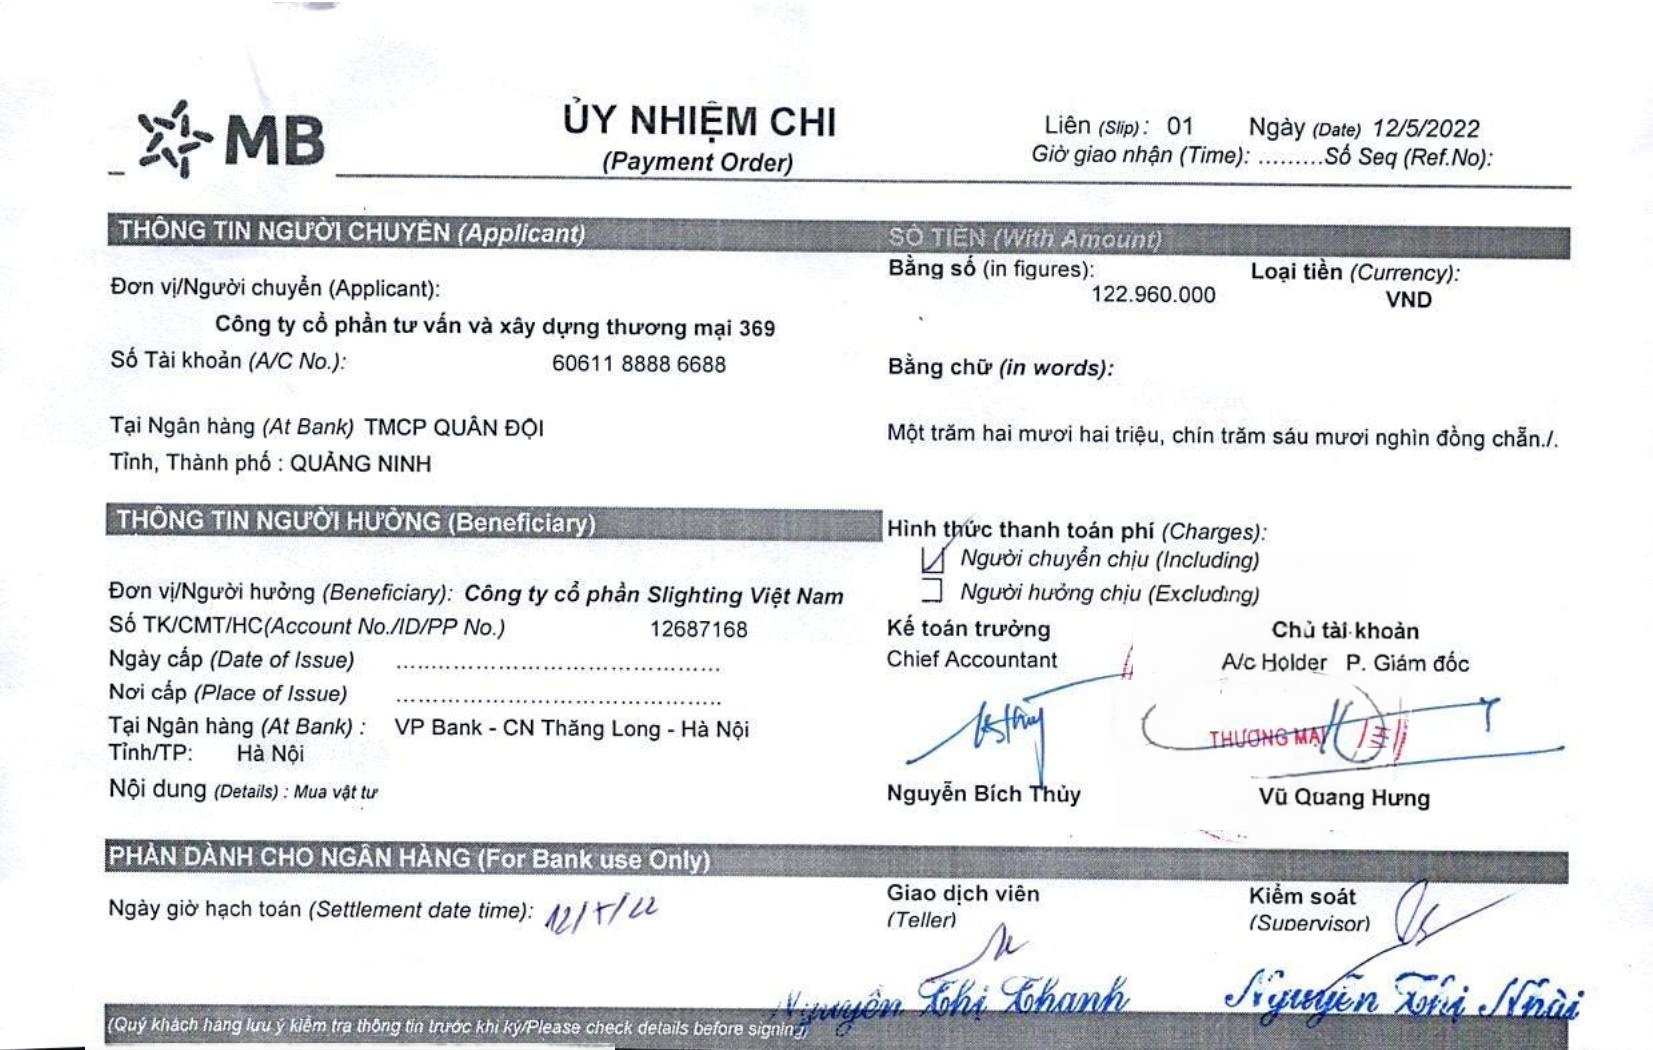 MB
ỦY NHIỆM CHI
(Payment Order)
Liên (Slip): 01 Ngày (Date) 12/5/2022
Giờ giao nhận (Time): .........Số Seq (Ref.No):
THÔNG TIN NGƯỜI CHUYỂN (Applicant)
Đơn vị/Người chuyển (Applicant):
Công ty cổ phần tư vấn và xây dựng thương mại 369
Số Tài khoản (A/C No.): 60611 8888 6688
Tại Ngân hàng (At Bank) TMCP QUÂN ĐỘI
Tỉnh, Thành phố : QUẢNG NINH
SỐ TIỀN (With Amount)
Bằng số (in figures): Loại tiền (Currency):
122.960.000 VND
Bằng chữ (in words):
Một trăm hai mươi hai triệu, chín trăm sáu mươi nghìn đồng chẵn./.
THÔNG TIN NGƯỜI HƯỞNG (Beneficiary)
Đơn vị/Người hưởng (Beneficiary): Công ty cổ phần Slighting Việt Nam
Số TK/CMT/HC(Account No./ID/PP No.) 12687168
Ngày cấp (Date of Issue) ..........................................
Nơi cấp (Place of Issue) ..........................................
Tại Ngân hàng (At Bank) : VP Bank - CN Thăng Long - Hà Nội
Tỉnh/TP: Hà Nội
Nội dung (Details) : Mua vật tư
Hình thức thanh toán phí (Charges):
Người chuyển chịu (Including)
Người hưởng chịu (Excluding)
Kế toán trưởng Chủ tài khoản
Chief Accountant A/c Holder P. Giám đốc
THƯƠNG MẠI
Nguyễn Bích Thủy Vũ Quang Hưng
PHẦN DÀNH CHO NGÂN HÀNG (For Bank use Only)
Ngày giờ hạch toán (Settlement date time): 12/5/22
Giao dịch viên Kiểm soát
(Teller) (Supervisor)
Nguyễn Thị Thanh Nguyễn Thị Nhài
(Quý khách hàng lưu ý kiểm tra thông tin trước khi ký/Please check details before signing)